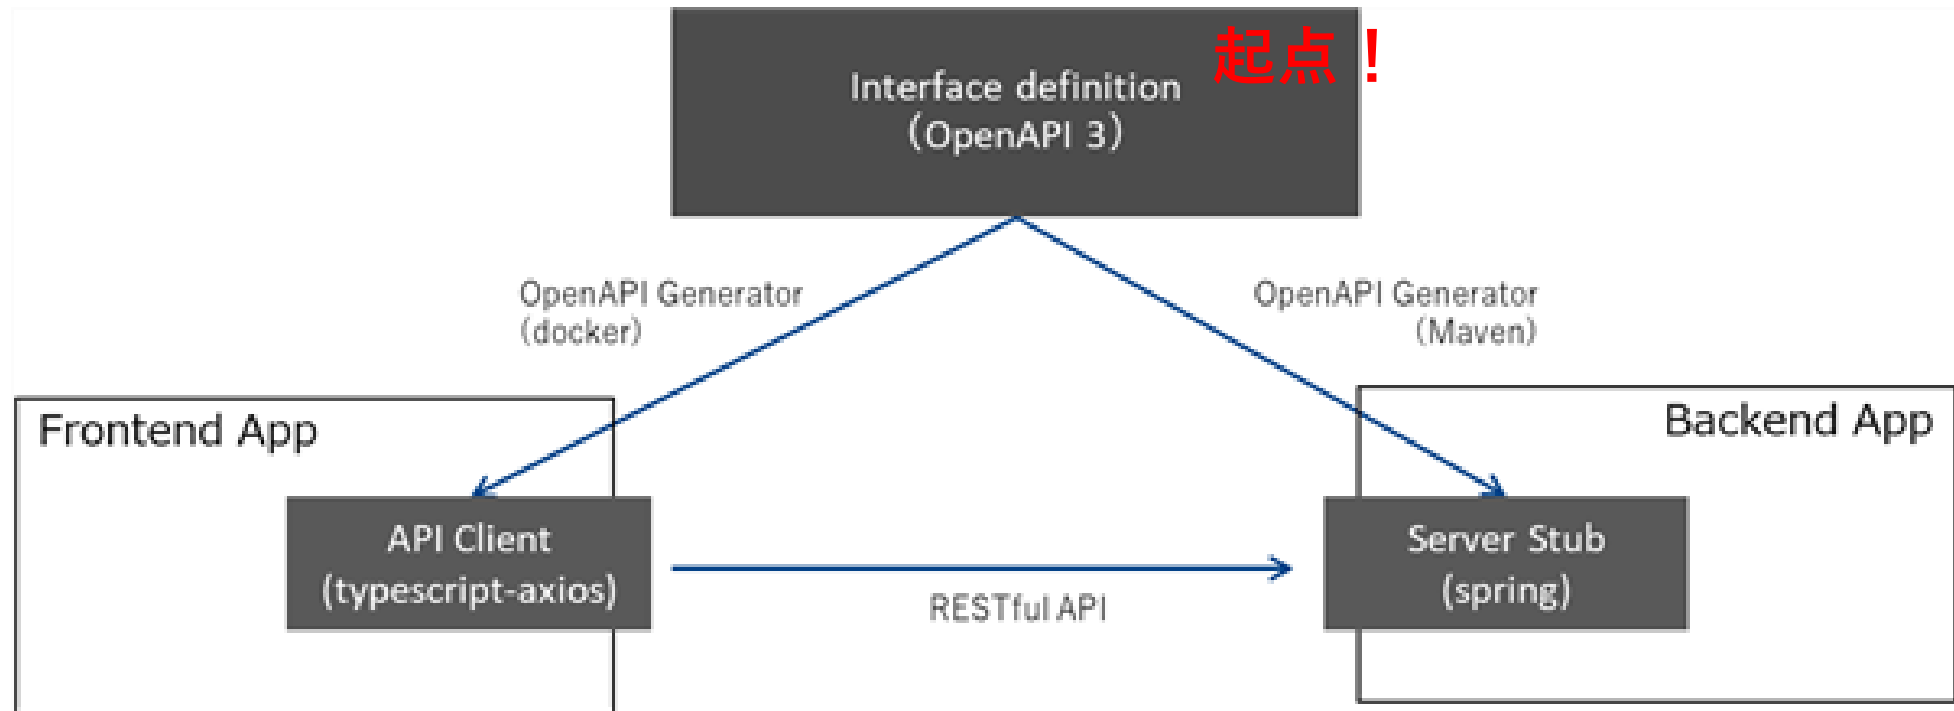 起点！
Interface definition
（OpenAPI 3）
OpenAPI Generator
（docker）
OpenAPI Generator
（Maven）
Frontend App
Backend App
API Client
(typescript-axios)
Server Stub
(spring)
RESTful API